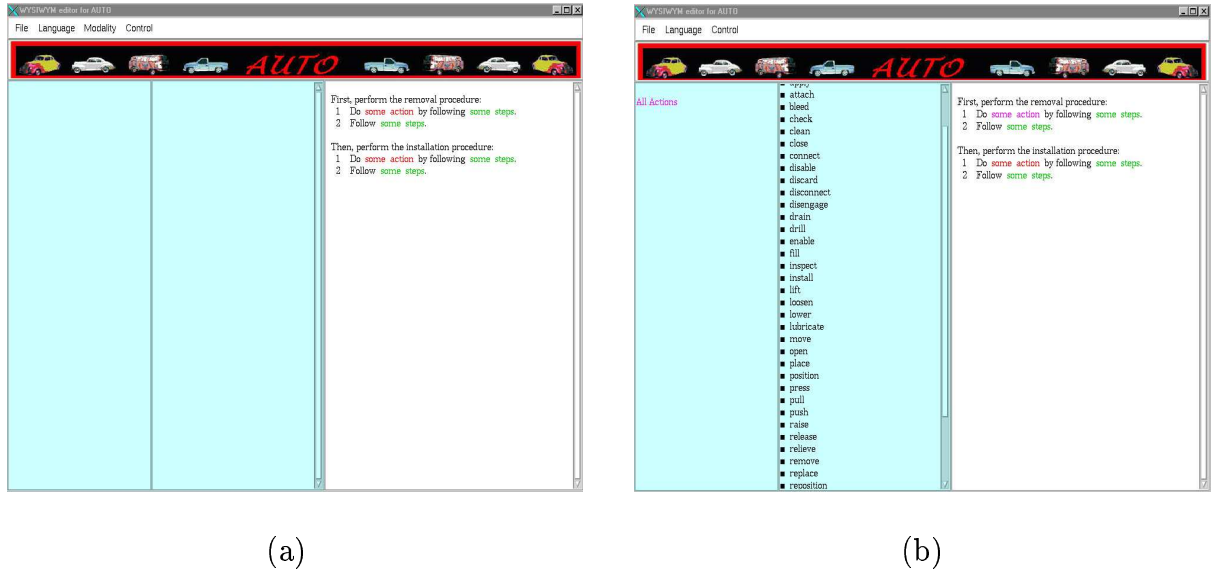 WYSIWYM editor for AUTO
File Language Modality Control
AUTO
First, perform the removal procedure:
1 Do some action by following some steps.
2 Follow some steps.
Then, perform the installation procedure:
1 Do some action by following some steps.
2 Follow some steps.
(a)
WYSIWYM editor for AUTO
File Language Control
AUTO
All Actions
apply
■ attach
■ bleed
■ check
■ clean
■ close
■ connect
■ disable
■ discard
■ disconnect
■ disengage
■ drain
■ drill
■ enable
■ fill
■ inspect
■ install
■ lift
■ loosen
■ lower
■ lubricate
■ move
■ open
■ place
■ position
■ press
■ pull
■ push
■ raise
■ release
■ relieve
■ remove
■ replace
■ reposition
First, perform the removal procedure:
1 Do some action by following some steps.
2 Follow some steps.
Then, perform the installation procedure:
1 Do some action by following some steps.
2 Follow some steps.
(b)